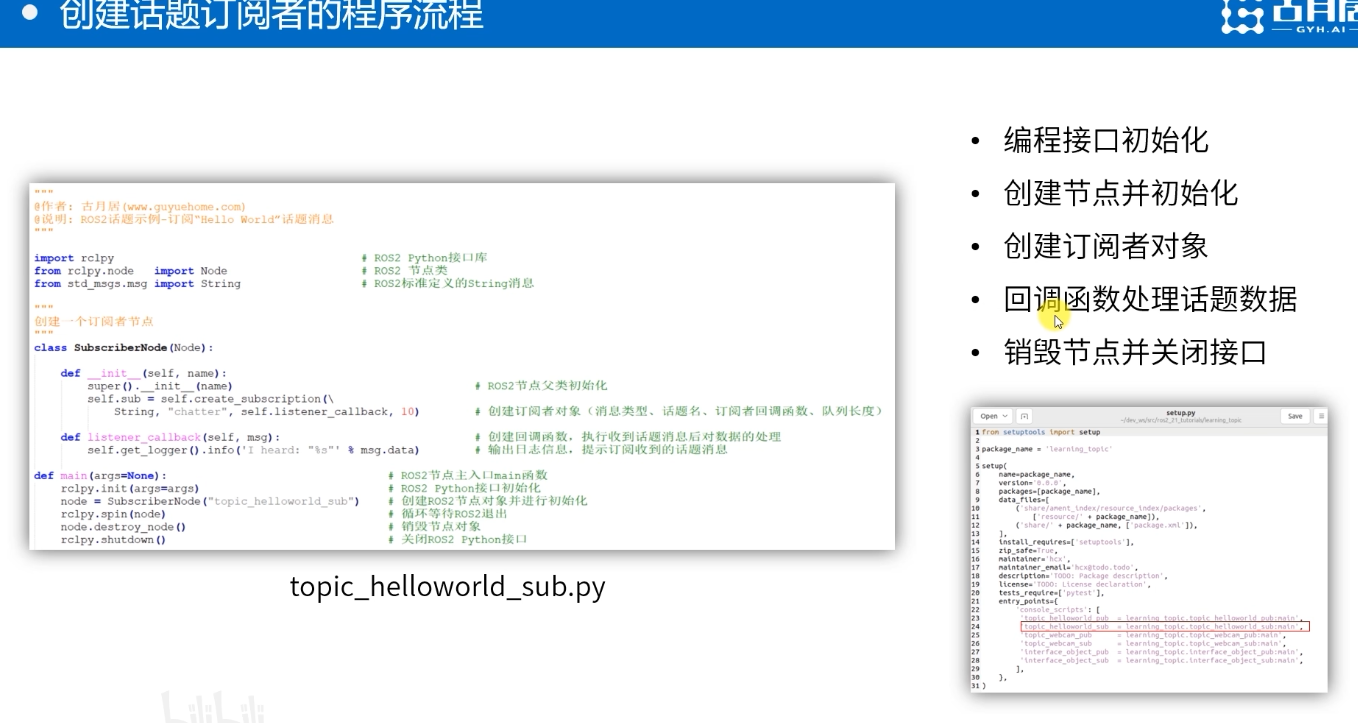 创建话题订阅者的程序流程
古月居
GYH.AI
"""
@作者: 古月居(www.guyuehome.com)
@说明: ROS2话题示例-订阅"Hello World"话题消息
"""
import rclpy # ROS2 Python接口库
from rclpy.node import Node # ROS2 节点类
from std_msgs.msg import String # ROS2标准定义的String消息
"""
创建一个订阅者节点
"""
class SubscriberNode(Node):
def __init__(self, name):
super().__init__(name) # ROS2节点父类初始化
self.sub = self.create_subscription(\
String, "chatter", self.listener_callback, 10) # 创建订阅者对象（消息类型、话题名、订阅者回调函数、队列长度）
def listener_callback(self, msg): # 创建回调函数，执行收到话题消息后对数据的处理
self.get_logger().info('I heard: "%s"' % msg.data) # 输出日志信息，提示订阅收到的话题消息
def main(args=None): # ROS2节点主入口main函数
rclpy.init(args=args) # ROS2 Python接口初始化
node = SubscriberNode("topic_helloworld_sub") # 创建ROS2节点对象并进行初始化
rclpy.spin(node) # 循环等待ROS2退出
node.destroy_node() # 销毁节点对象
rclpy.shutdown() # 关闭ROS2 Python接口
topic_helloworld_sub.py
• 编程接口初始化
• 创建节点并初始化
• 创建订阅者对象
• 回调函数处理话题数据
• 销毁节点并关闭接口
Open setup.py Save
~/dev_ws/src/ros2_21_tutorials/learning_topic
1 from setuptools import setup
2
3 package_name = 'learning_topic'
4
5 setup(
6 name=package_name,
7 version='0.0.0',
8 packages=[package_name],
9 data_files=[
10 ('share/ament_index/resource_index/packages',
11 ['resource/' + package_name]),
12 ('share/' + package_name, ['package.xml']),
13 ],
14 install_requires=['setuptools'],
15 zip_safe=True,
16 maintainer='hcx',
17 maintainer_email='hcx@todo.todo',
18 description='TODO: Package description',
19 license='TODO: License declaration',
20 tests_require=['pytest'],
21 entry_points={
22 'console_scripts': [
23 'topic_helloworld_pub = learning_topic.topic_helloworld_pub:main',
24 'topic_helloworld_sub = learning_topic.topic_helloworld_sub:main',
25 'topic_webcam_pub = learning_topic.topic_webcam_pub:main',
26 'topic_webcam_sub = learning_topic.topic_webcam_sub:main',
27 'interface_object_pub = learning_topic.interface_object_pub:main',
28 'interface_object_sub = learning_topic.interface_object_sub:main',
29 ],
30 },
31 )